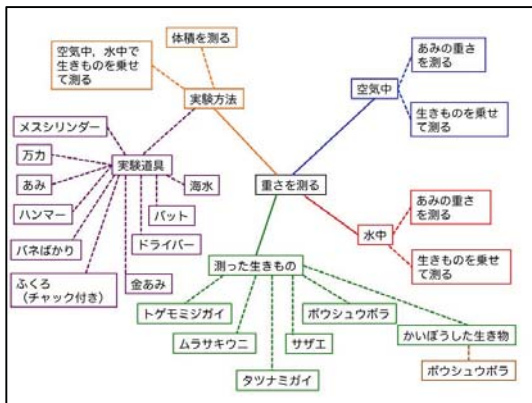 体積を測る
空気中，水中で
生きものを乗せ
て測る
実験方法
あみの重さ
を測る
空気中
生きものを乗せ
て測る
メスシリンダー
万力
あみ
ハンマー
バネばかり
ふくろ
（チャック付き）
実験道具
海水
バット
ドライバー
金あみ
重さを測る
あみの重さ
を測る
水中
生きものを乗せ
て測る
測った生きもの
トゲモミジガイ
ムラサキウニ
タツナミガイ
サザエ
ボウシュウボラ
かいぼうした生き物
ボウシュウボラ